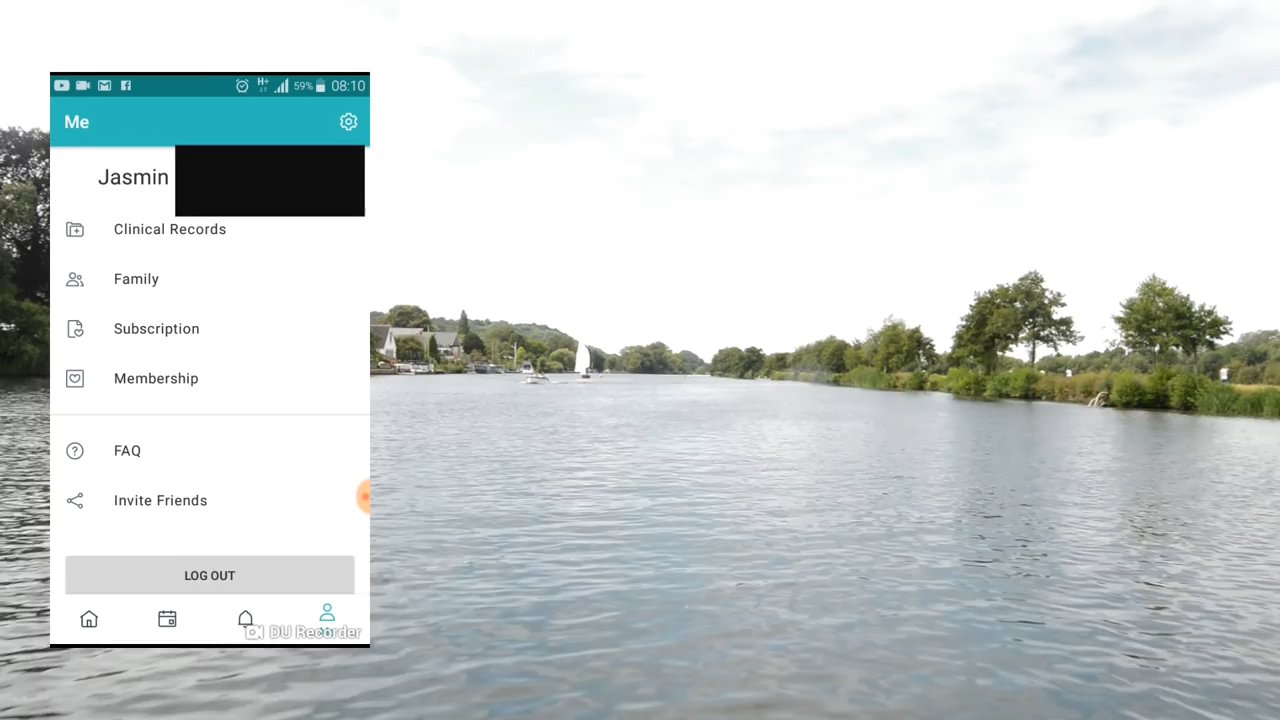 H+ 59% 08:10
Me
Jasmin
Clinical Records
Family
Subscription
Membership
FAQ
Invite Friends
LOG OUT
DU Recorder